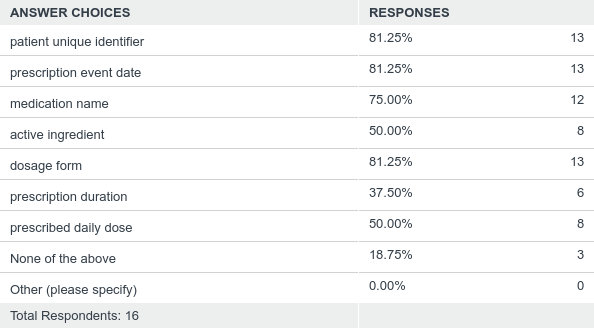 ANSWER CHOICES RESPONSES
patient unique identifier 81.25% 13
prescription event date 81.25% 13
medication name 75.00% 12
active ingredient 50.00% 8
dosage form 81.25% 13
prescription duration 37.50% 6
prescribed daily dose 50.00% 8
None of the above 18.75% 3
Other (please specify) 0.00% 0
Total Respondents: 16